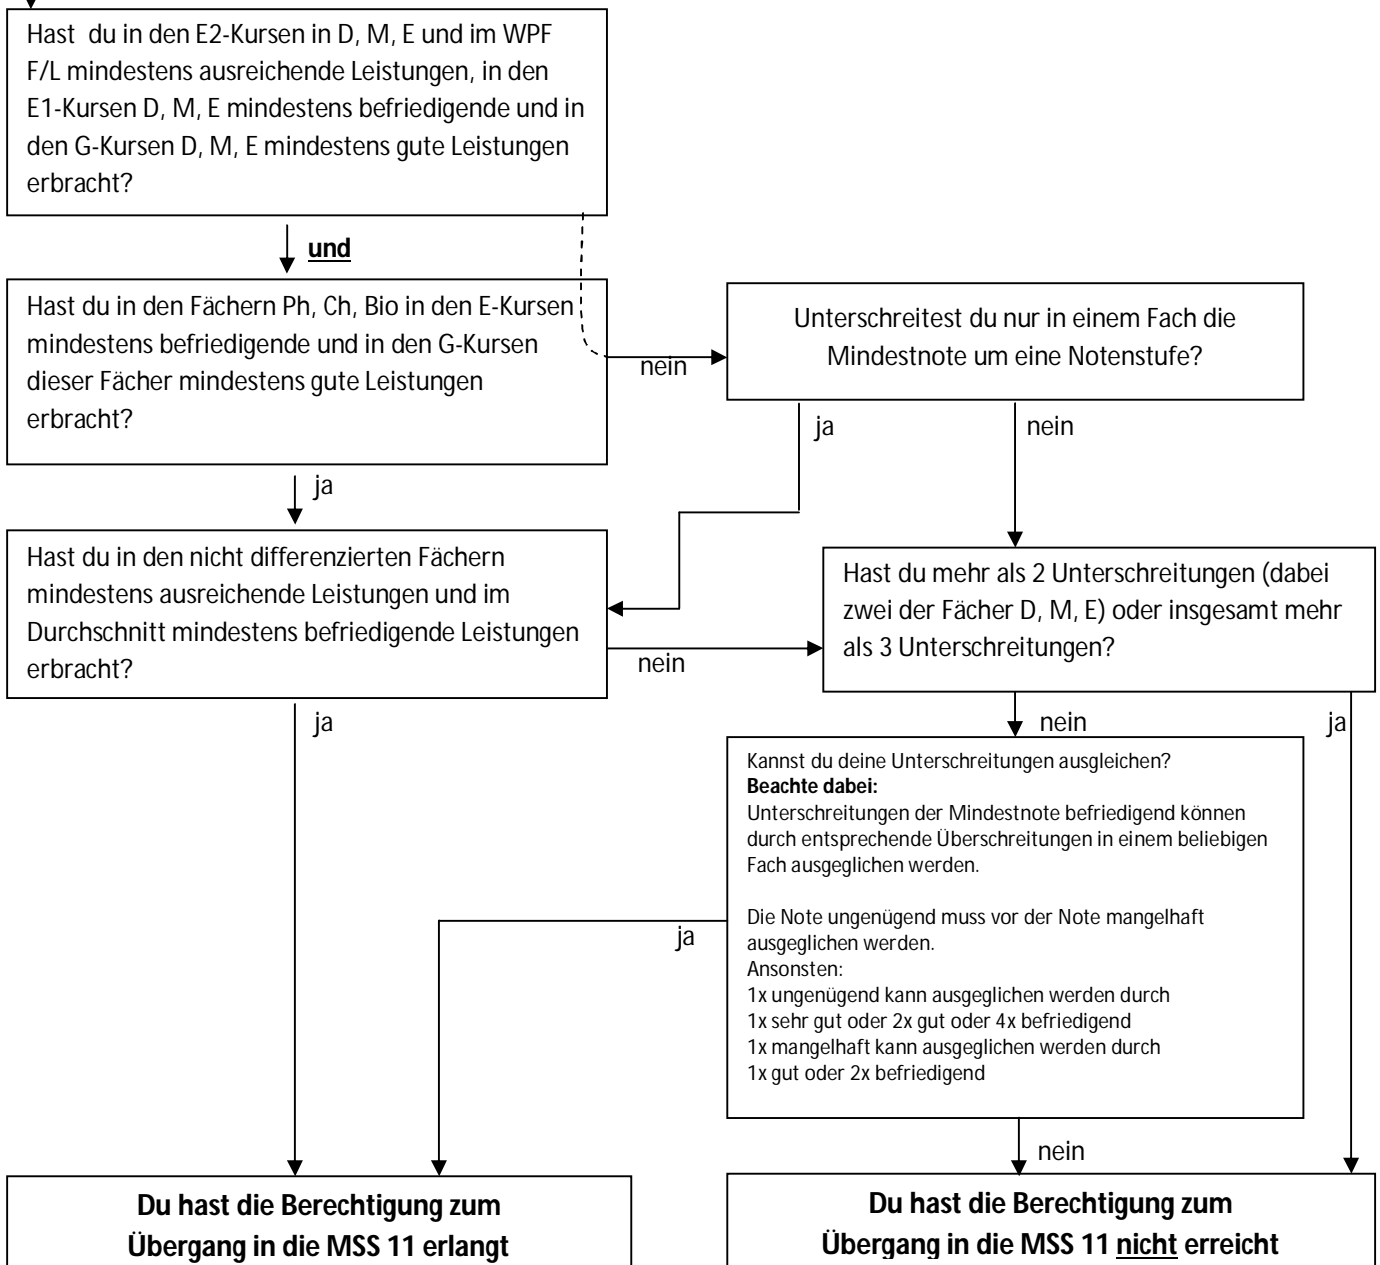 Hast du in den E2-Kursen in D, M, E und im WPF
F/L mindestens ausreichende Leistungen, in den
E1-Kursen D, M, E mindestens befriedigende und in
den G-Kursen D, M, E mindestens gute Leistungen
erbracht?
und
Hast du in den Fächern Ph, Ch, Bio in den E-Kursen
mindestens befriedigende und in den G-Kursen
dieser Fächer mindestens gute Leistungen
erbracht?
nein
Unterschreitest du nur in einem Fach die
Mindestnote um eine Notenstufe?
ja
nein
ja
Hast du in den nicht differenzierten Fächern
mindestens ausreichende Leistungen und im
Durchschnitt mindestens befriedigende Leistungen
erbracht?
nein
Hast du mehr als 2 Unterschreitungen (dabei
zwei der Fächer D, M, E) oder insgesamt mehr
als 3 Unterschreitungen?
ja
nein
ja
Kannst du deine Unterschreitungen ausgleichen?
Beachte dabei:
Unterschreitungen der Mindestnote befriedigend können
durch entsprechende Überschreitungen in einem beliebigen
Fach ausgeglichen werden.
Die Note ungenügend muss vor der Note mangelhaft
ausgeglichen werden.
Ansonsten:
1x ungenügend kann ausgeglichen werden durch
1x sehr gut oder 2x gut oder 4x befriedigend
1x mangelhaft kann ausgeglichen werden durch
1x gut oder 2x befriedigend
ja
nein
Du hast die Berechtigung zum
Übergang in die MSS 11 erlangt
Du hast die Berechtigung zum
Übergang in die MSS 11 nicht erreicht